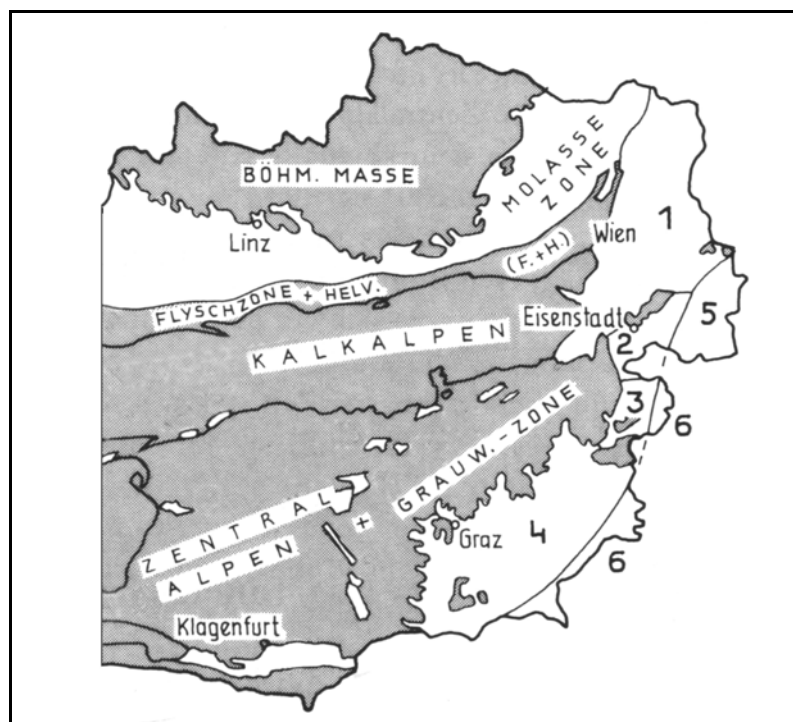 BÖHM. MASSE
MOLASSE
ZONE
Linz
Wien
1
(F.+H.)
FLYSCHZONE + HELV.
Eisenstadt
5
2
KALKALPEN
3
6
GRAUW.-ZONE
+
ZENTRAL
ALPEN
Graz
4
6
Klagenfurt